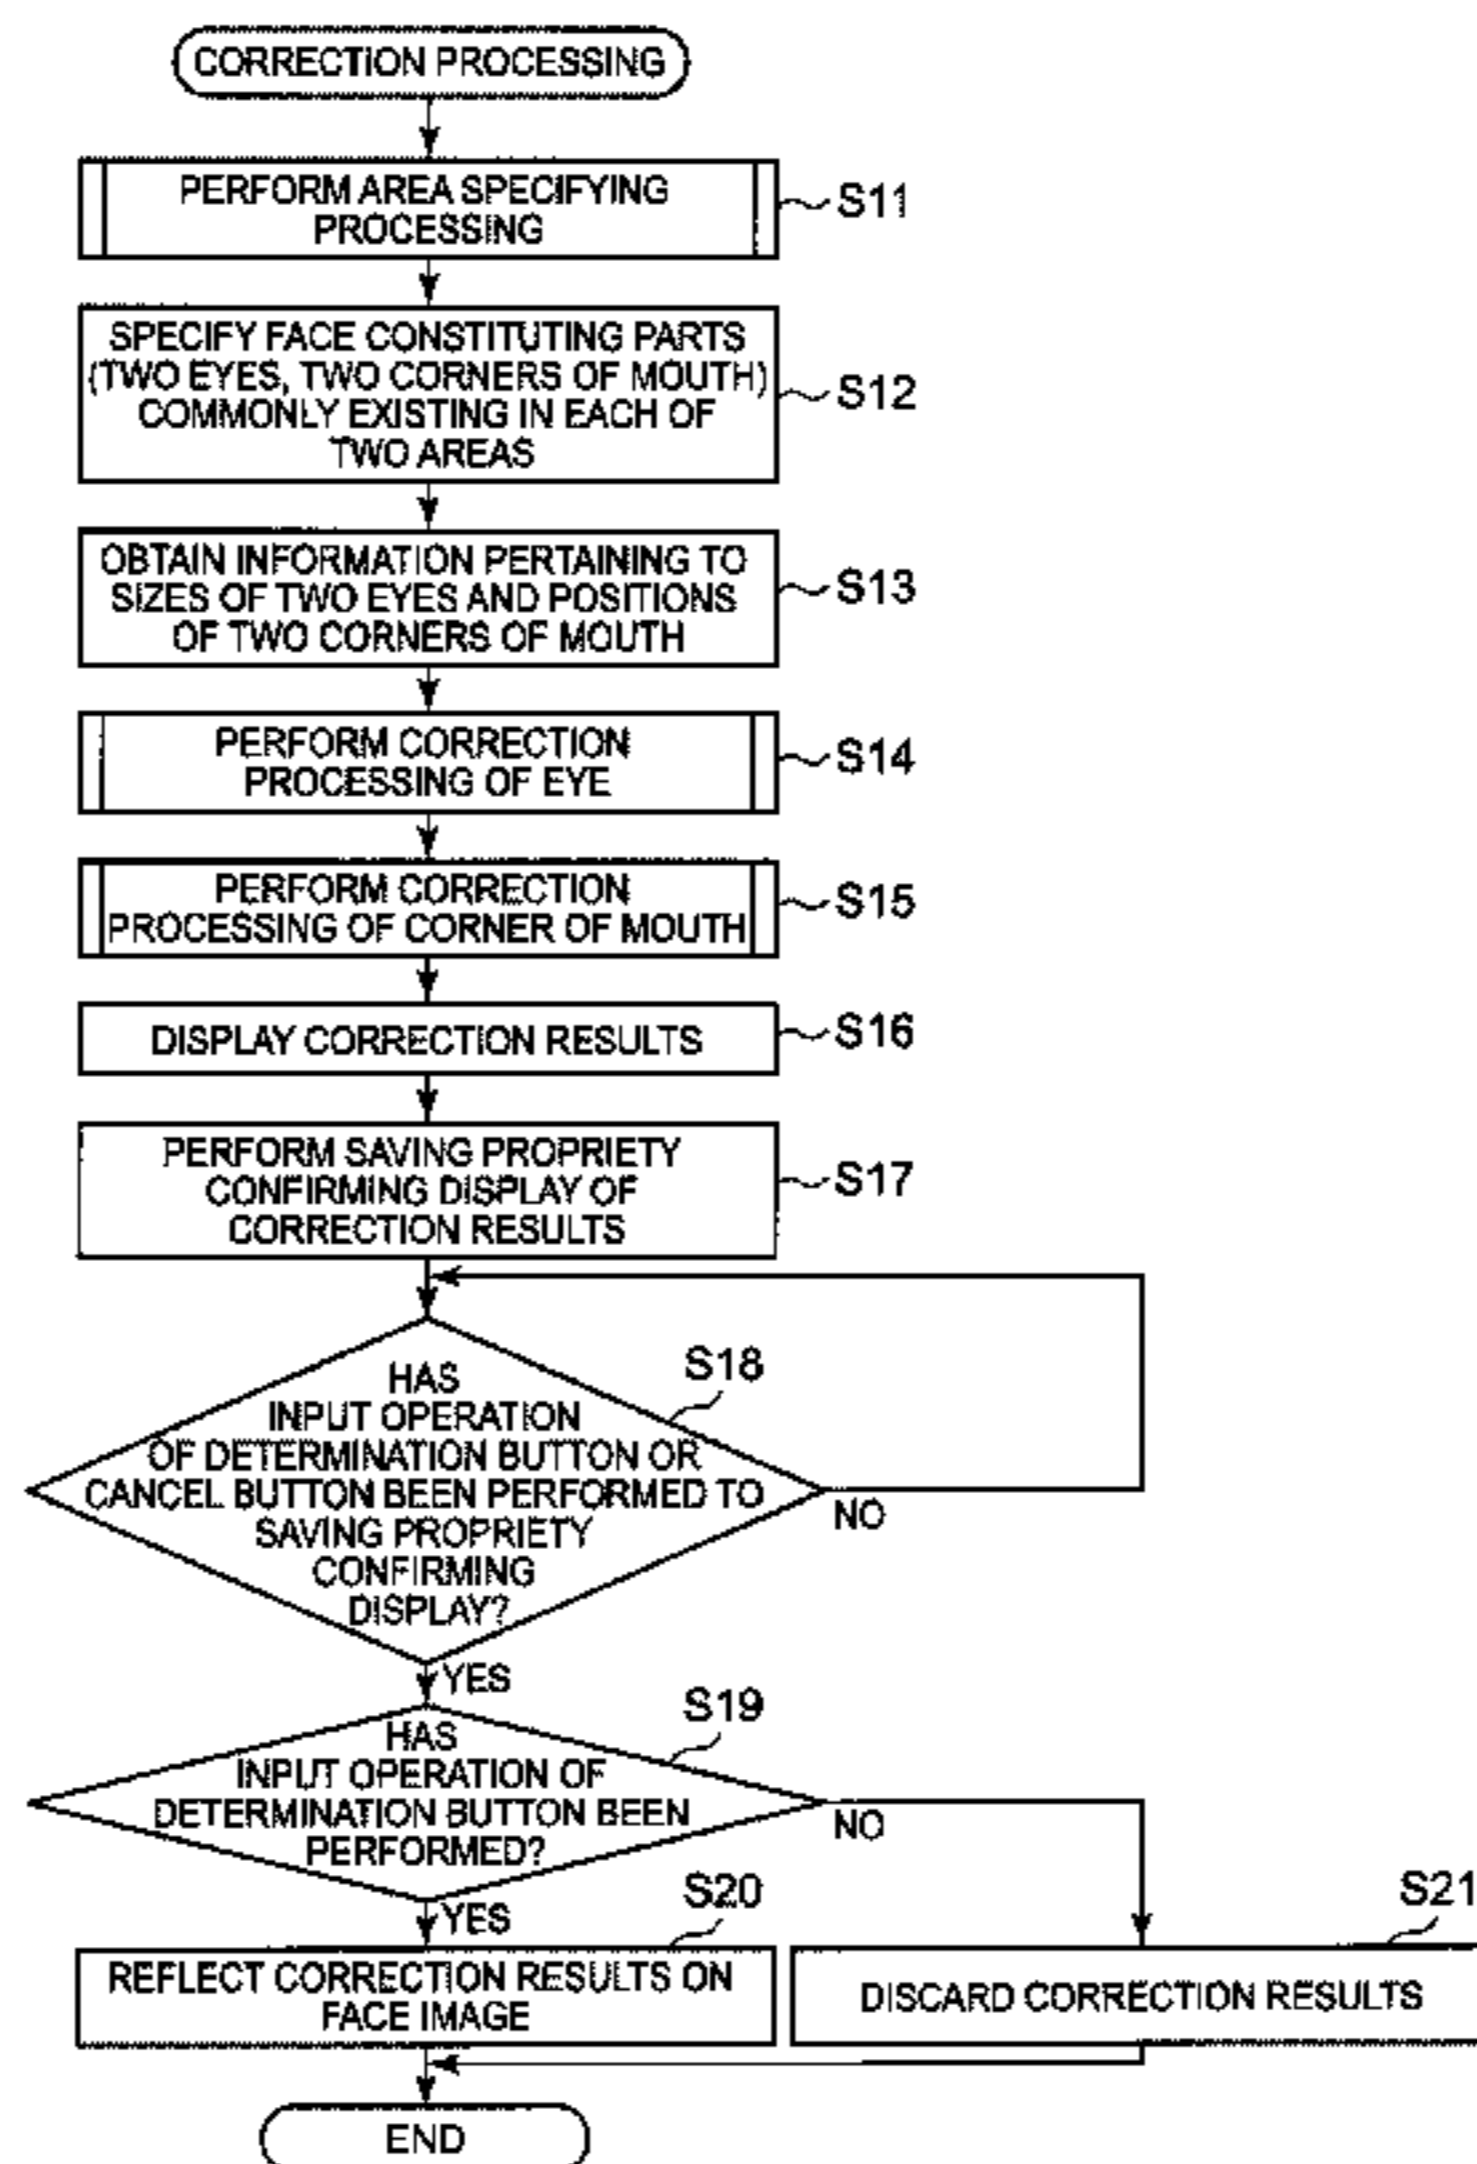 CORRECTION PROCESSING
PERFORM AREA SPECIFYING
PROCESSING
S11
SPECIFY FACE CONSTITUTING PARTS
(TWO EYES, TWO CORNERS OF MOUTH)
COMMONLY EXISTING IN EACH OF
TWO AREAS
S12
OBTAIN INFORMATION PERTAINING TO
SIZES OF TWO EYES AND POSITIONS
OF TWO CORNERS OF MOUTH
S13
PERFORM CORRECTION
PROCESSING OF EYE
S14
PERFORM CORRECTION
PROCESSING OF CORNER OF MOUTH
S15
DISPLAY CORRECTION RESULTS
S16
PERFORM SAVING PROPRIETY
CONFIRMING DISPLAY OF
CORRECTION RESULTS
S17
HAS
INPUT OPERATION
OF DETERMINATION BUTTON OR
CANCEL BUTTON BEEN PERFORMED TO
SAVING PROPRIETY
CONFIRMING
DISPLAY?
S18
NO
YES
HAS
INPUT OPERATION OF
DETERMINATION BUTTON BEEN
PERFORMED?
S19
NO
YES
S20
REFLECT CORRECTION RESULTS ON
FACE IMAGE
S21
DISCARD CORRECTION RESULTS
END